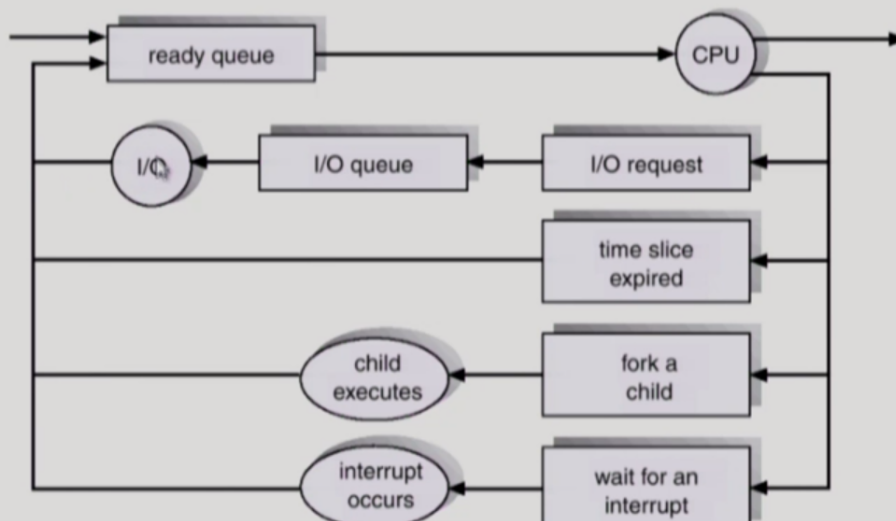 ready queue
CPU
I/O
I/O queue
I/O request
time slice
expired
child
executes
fork a
child
interrupt
occurs
wait for an
interrupt